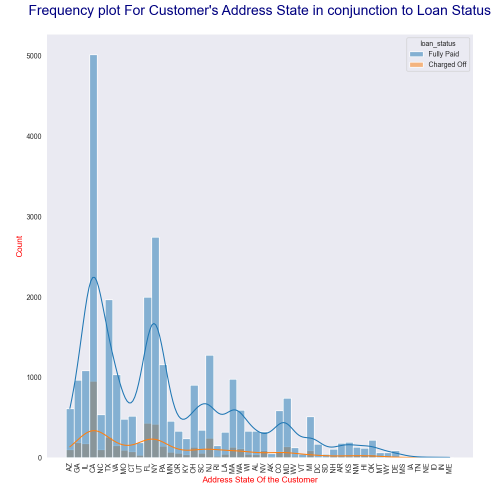 Frequency plot For Customer's Address State in conjunction to Loan Status
loan_status
Fully Paid
Charged Off
5000
4000
3000
2000
1000
0
Count
AZ GA IL CA NC TX VA MO CT UT FL NY PA MN OR KY OH SC NJ RI LA MA WA WI AL NV AK CO MD WV VT MI DC SD NH AR KS NM HI OK MT WY DE MS IA TN NE ID IN ME
Address State Of the Customer